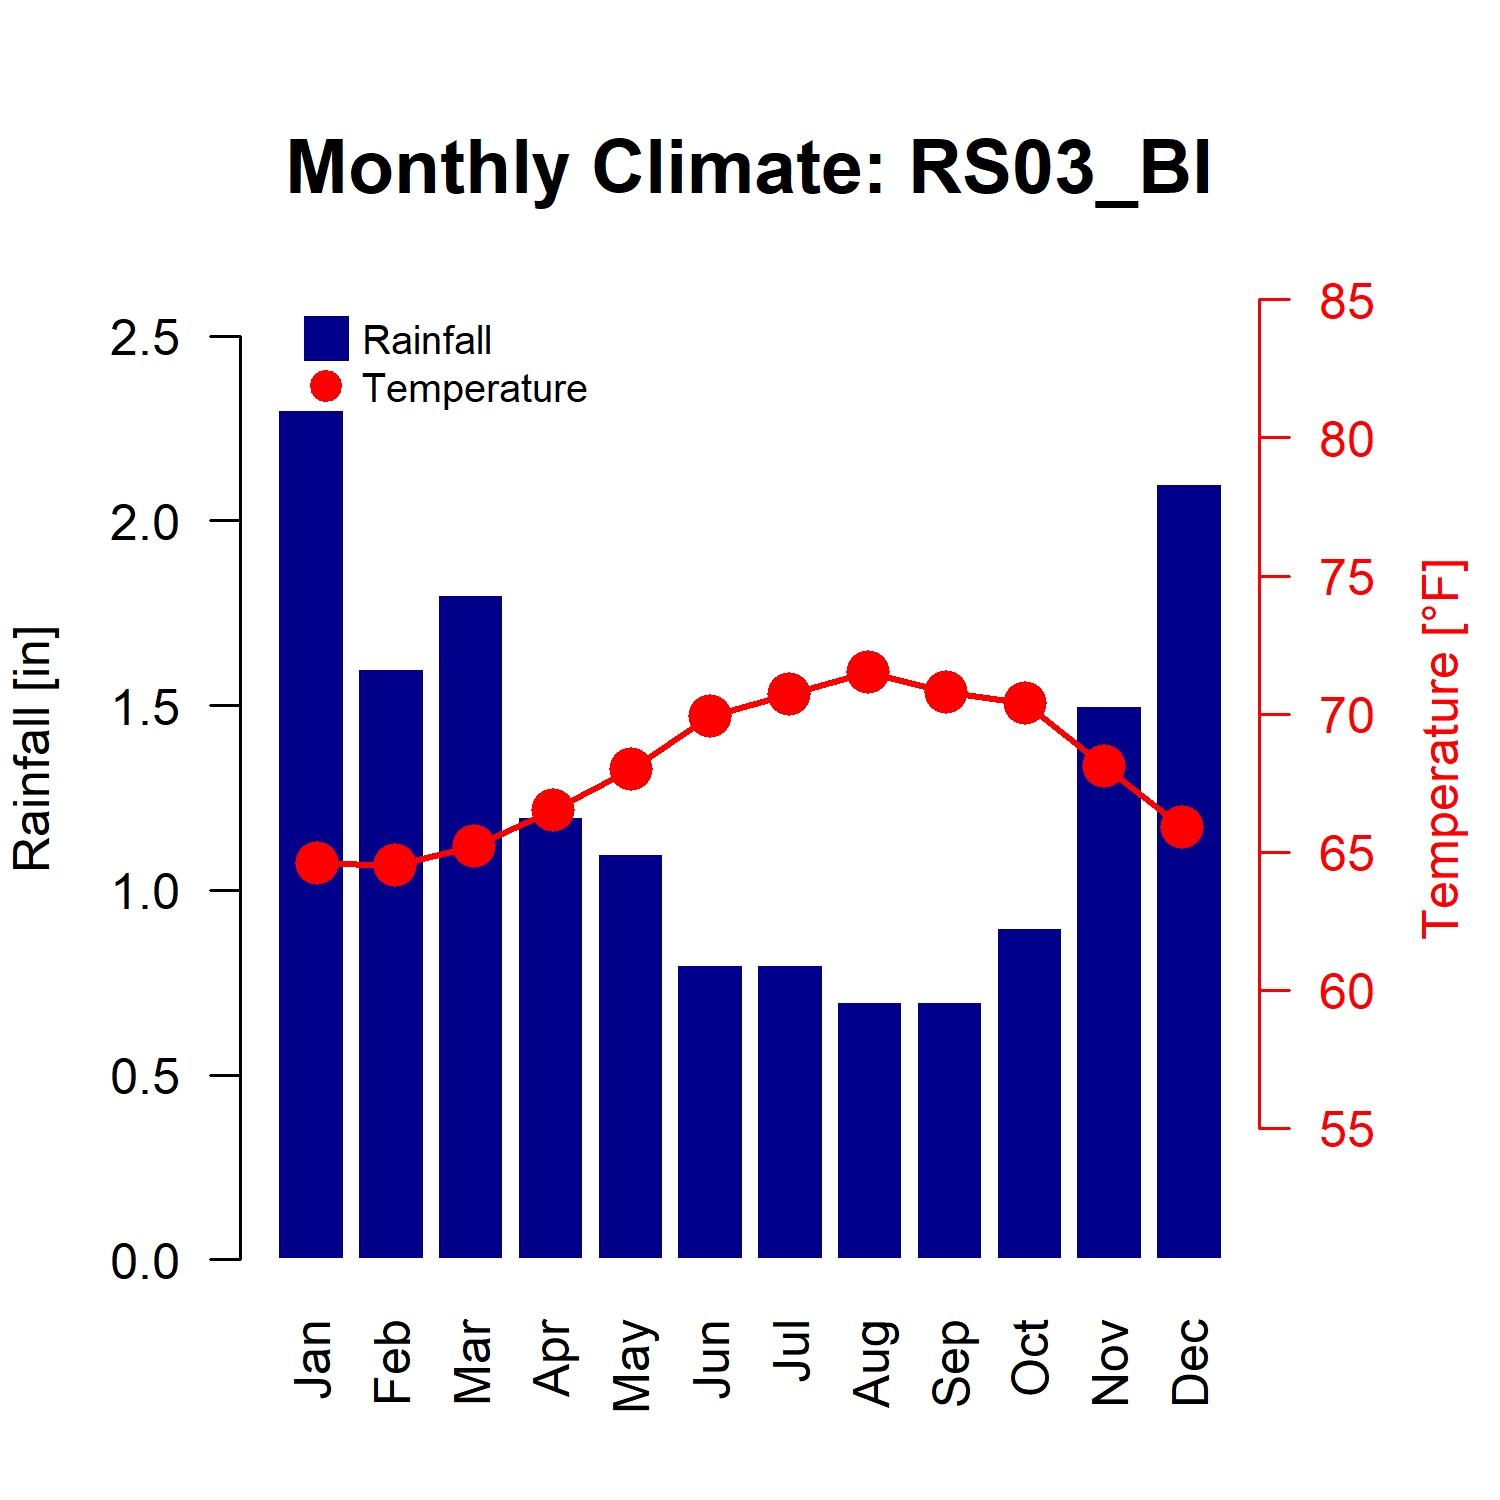 Monthly Climate: RS03_BI
Rainfall
Temperature
2.5
2.0
1.5
1.0
0.5
0.0
Rainfall [in]
85
80
75
70
65
60
55
Temperature [°F]
Jan Feb Mar Apr May Jun Jul Aug Sep Oct Nov Dec